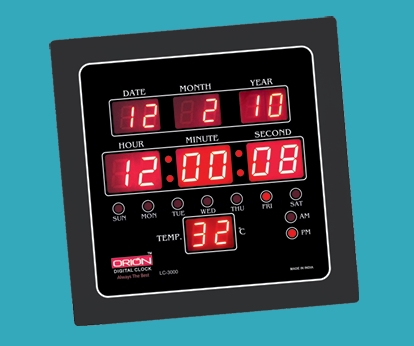 DATE MONTH YEAR
12 2 10
HOUR MINUTE SECOND
12:00:08
SUN MON TUE WED THU FRI SAT
AM
TEMP. 32 °C
PM
ORION™
DIGITAL CLOCK
Always The Best
LC-3000
MADE IN INDIA